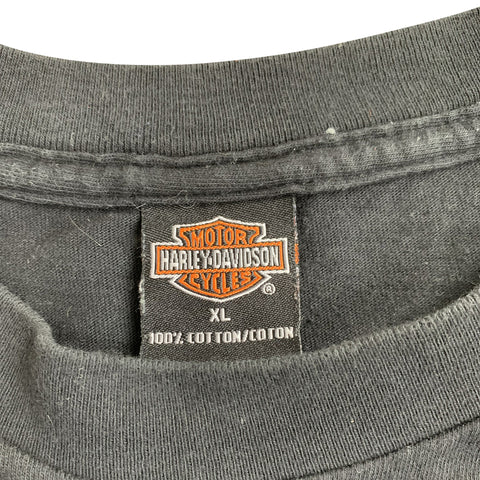 MOTOR
HARLEY-DAVIDSON
CYCLES
®
XL
100% COTTON/COTON